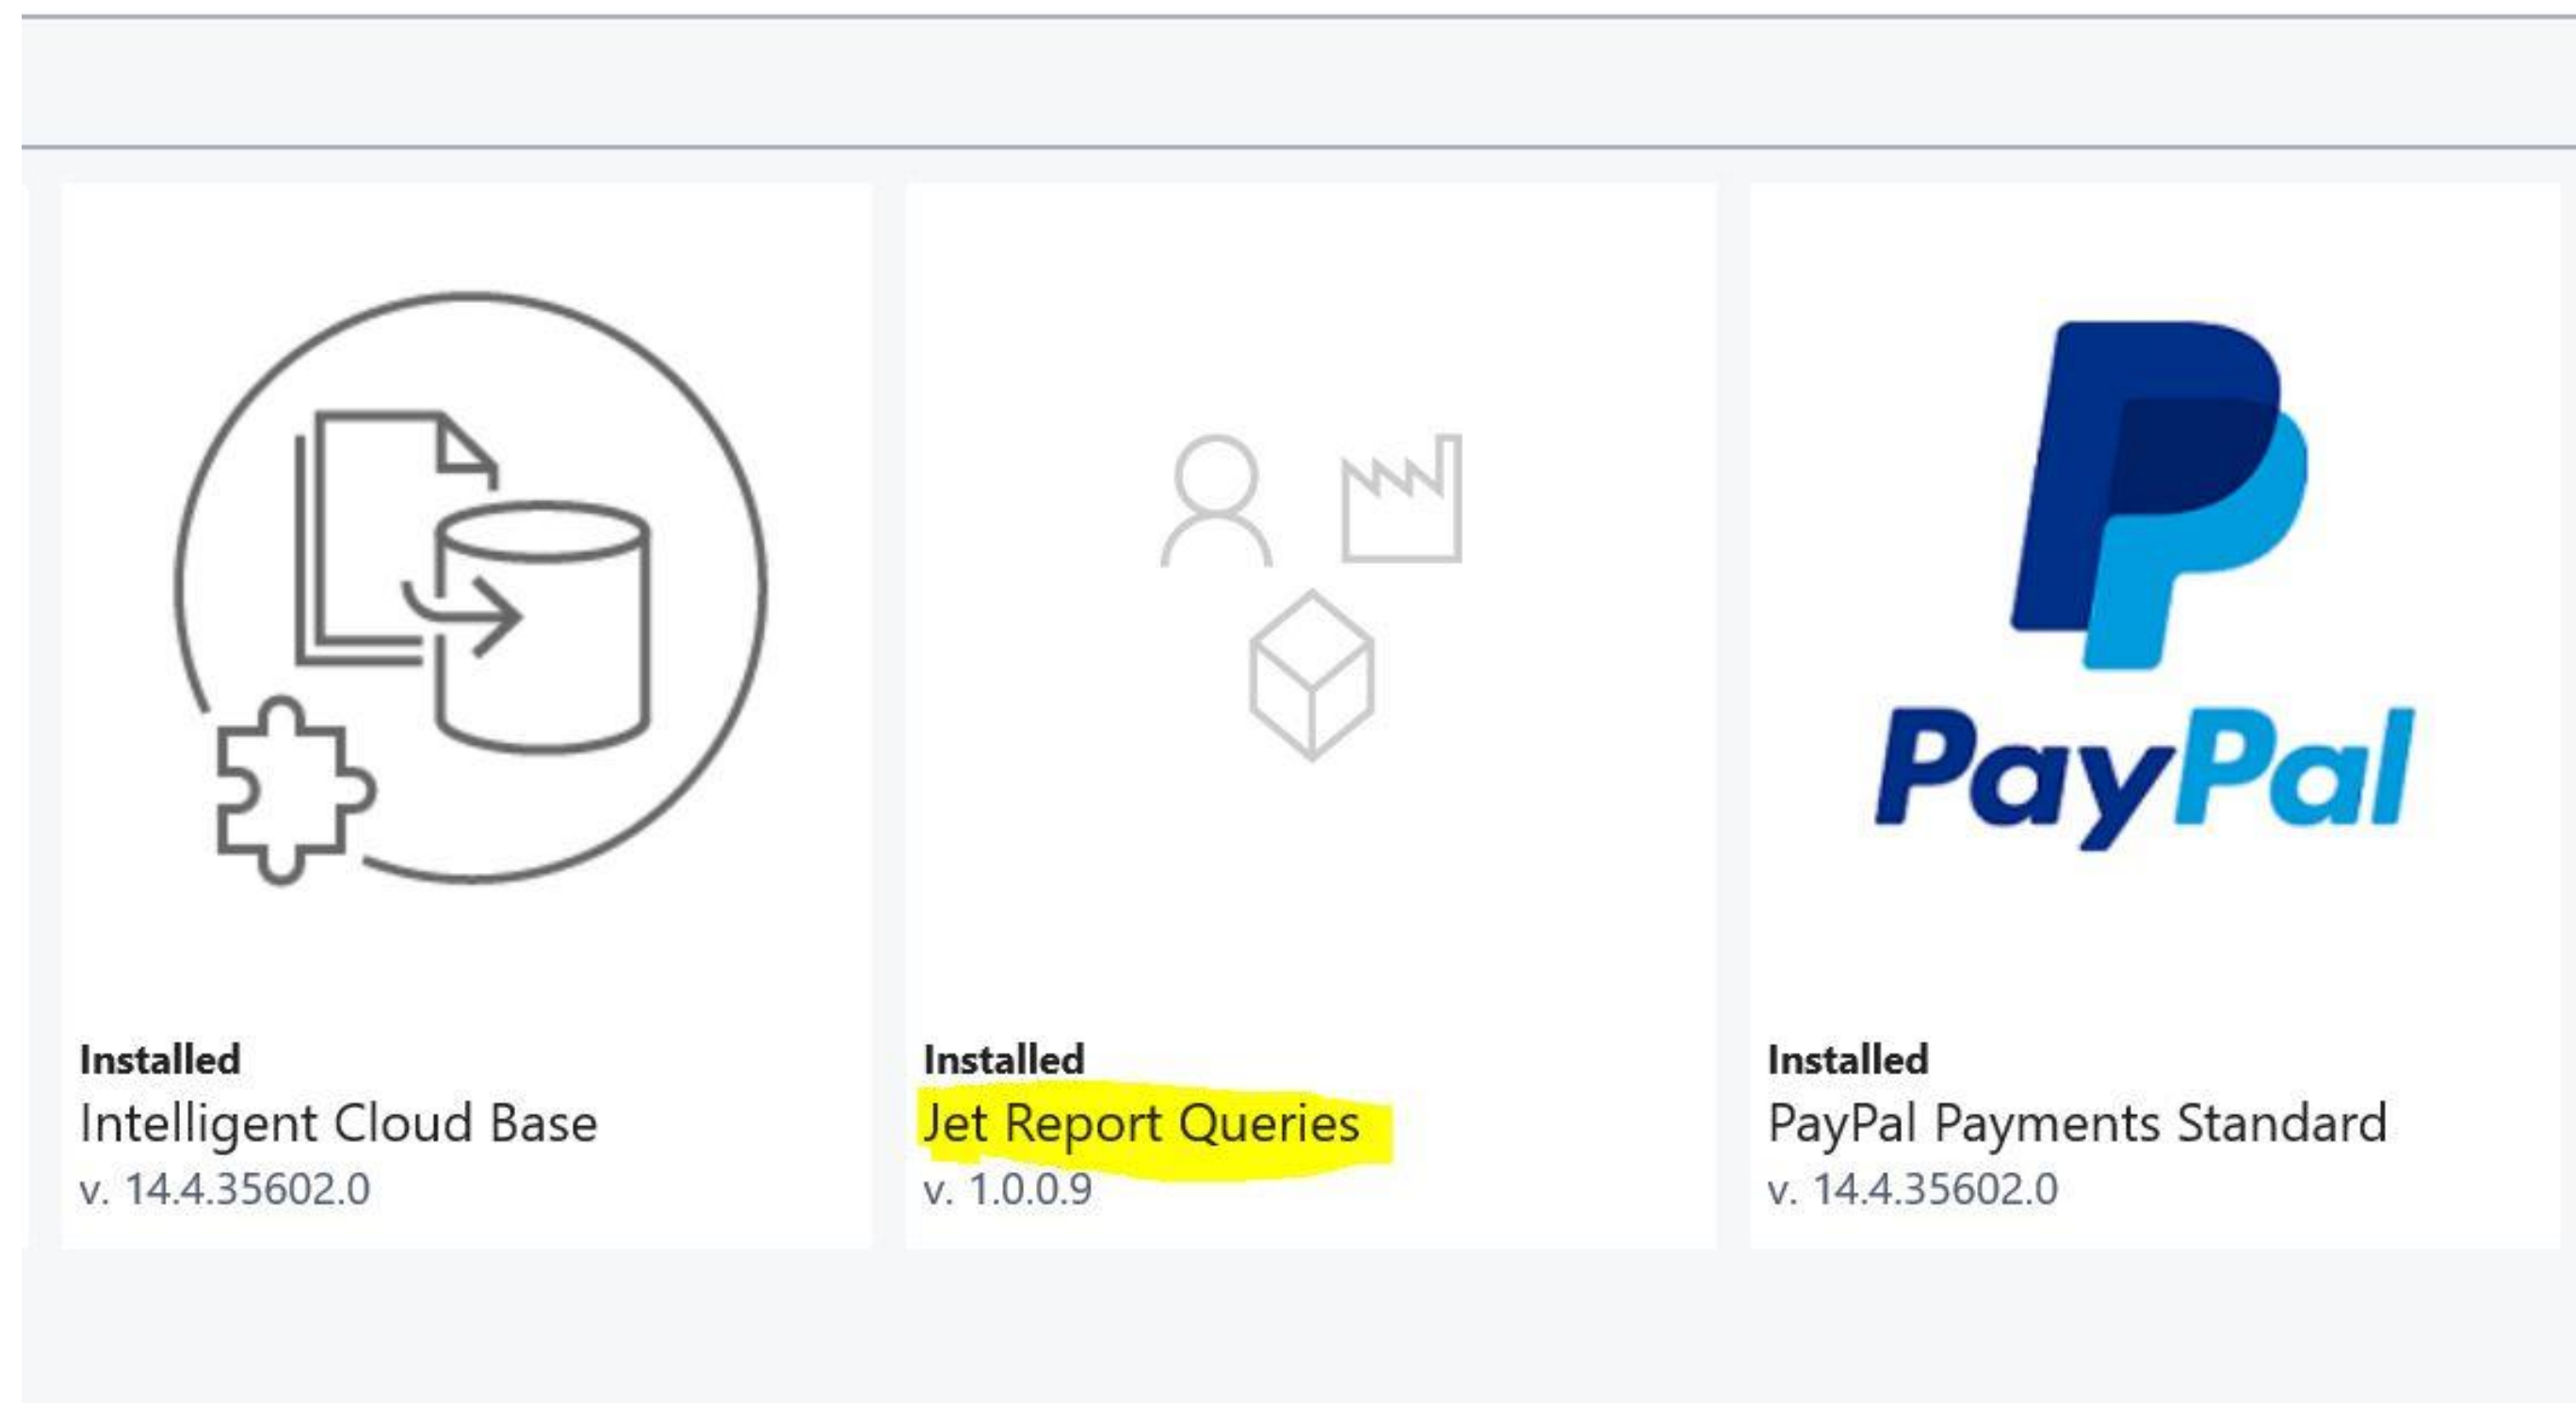 PayPal
Installed
Intelligent Cloud Base
v. 14.4.35602.0
Installed
Jet Report Queries
v. 1.0.0.9
Installed
PayPal Payments Standard
v. 14.4.35602.0